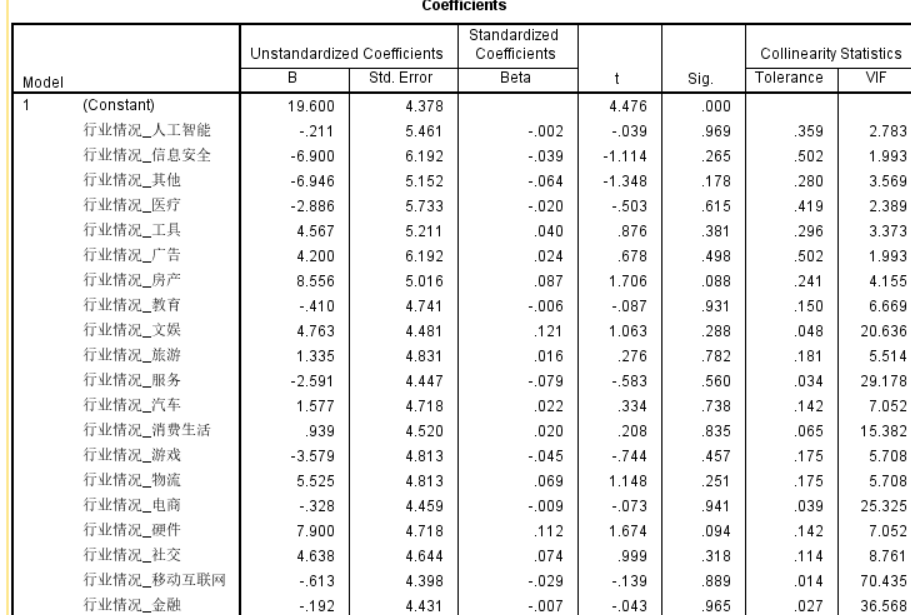 Coefficients
Model Unstandardized Coefficients Standardized Coefficients t Sig. Collinearity Statistics
B Std. Error Beta Tolerance VIF
1 (Constant) 19.600 4.378 4.476 .000
行业情况_人工智能 -.211 5.461 -.002 -.039 .969 .359 2.783
行业情况_信息安全 -6.900 6.192 -.039 -1.114 .265 .502 1.993
行业情况_其他 -6.946 5.152 -.064 -1.348 .178 .280 3.569
行业情况_医疗 -2.886 5.733 -.020 -.503 .615 .419 2.389
行业情况_工具 4.567 5.211 .040 .876 .381 .296 3.373
行业情况_广告 4.200 6.192 .024 .678 .498 .502 1.993
行业情况_房产 8.556 5.016 .087 1.706 .088 .241 4.155
行业情况_教育 -.410 4.741 -.006 -.087 .931 .150 6.669
行业情况_文娱 4.763 4.481 .121 1.063 .288 .048 20.636
行业情况_旅游 1.335 4.831 .016 .276 .782 .181 5.514
行业情况_服务 -2.591 4.447 -.079 -.583 .560 .034 29.178
行业情况_汽车 1.577 4.718 .022 .334 .738 .142 7.052
行业情况_消费生活 .939 4.520 .020 .208 .835 .065 15.382
行业情况_游戏 -3.579 4.813 -.045 -.744 .457 .175 5.708
行业情况_物流 5.525 4.813 .069 1.148 .251 .175 5.708
行业情况_电商 -.328 4.459 -.009 -.073 .941 .039 25.325
行业情况_硬件 7.900 4.718 .112 1.674 .094 .142 7.052
行业情况_社交 4.638 4.644 .074 .999 .318 .114 8.761
行业情况_移动互联网 -.613 4.398 -.029 -.139 .889 .014 70.435
行业情况_金融 -.192 4.431 -.007 -.043 .965 .027 36.568